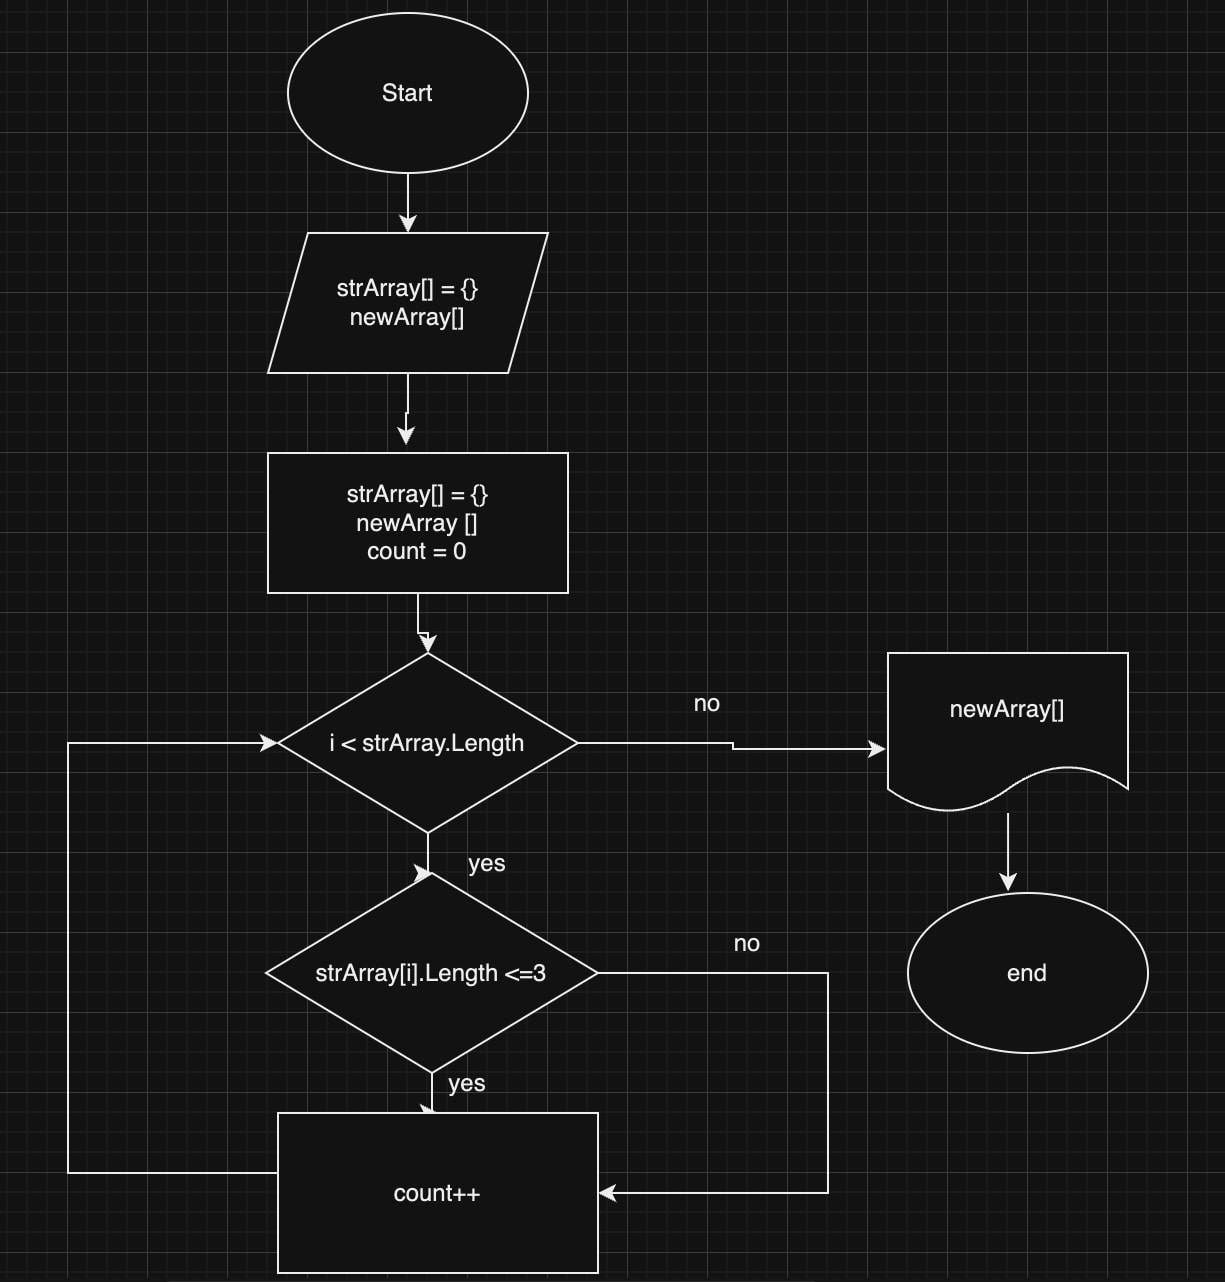 Start
strArray[] = {}
newArray[]
strArray[] = {}
newArray []
count = 0
i < strArray.Length
no
newArray[]
yes
strArray[i].Length <=3
no
end
yes
count++